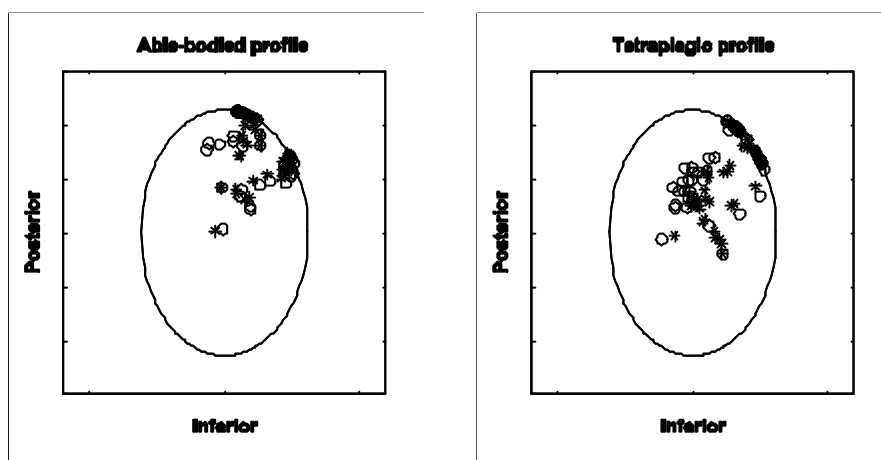 Able-bodied profile
Posterior
Inferior
Tetraplegic profile
Posterior
Inferior